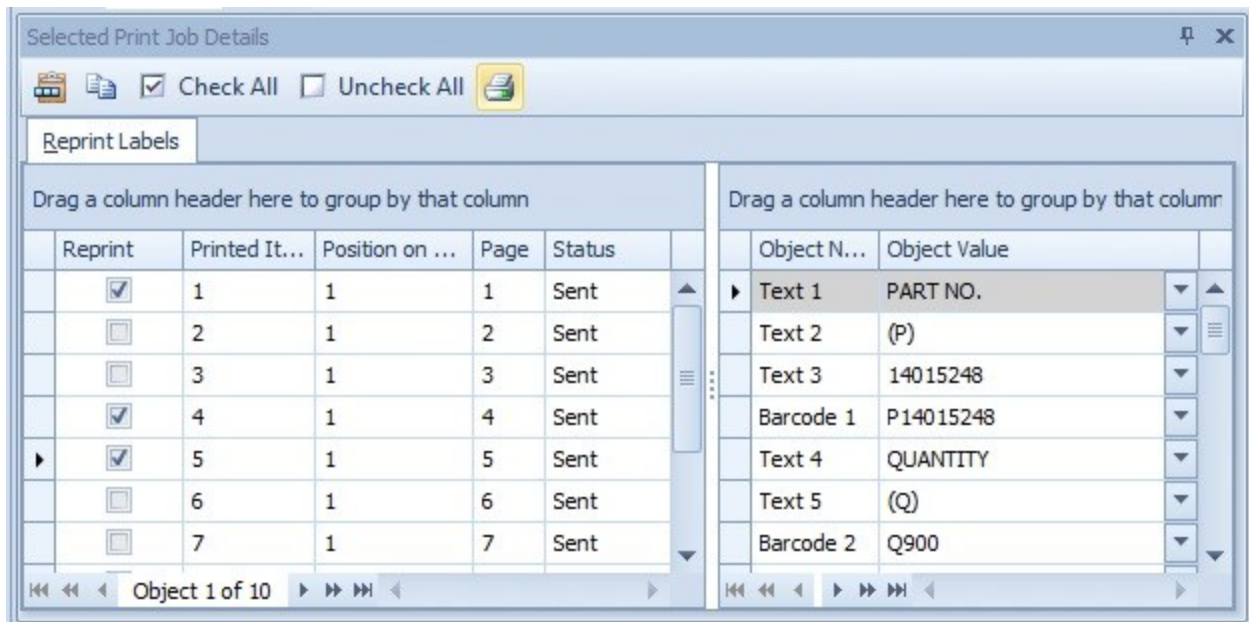 Selected Print Job Details
Check All Uncheck All
Reprint Labels
Drag a column header here to group by that column
Reprint Printed It... Position on ... Page Status
1 1 1 Sent
2 1 2 Sent
3 1 3 Sent
4 1 4 Sent
5 1 5 Sent
6 1 6 Sent
7 1 7 Sent
Object 1 of 10
Drag a column header here to group by that column
Object N... Object Value
Text 1 PART NO.
Text 2 (P)
Text 3 14015248
Barcode 1 P14015248
Text 4 QUANTITY
Text 5 (Q)
Barcode 2 Q900